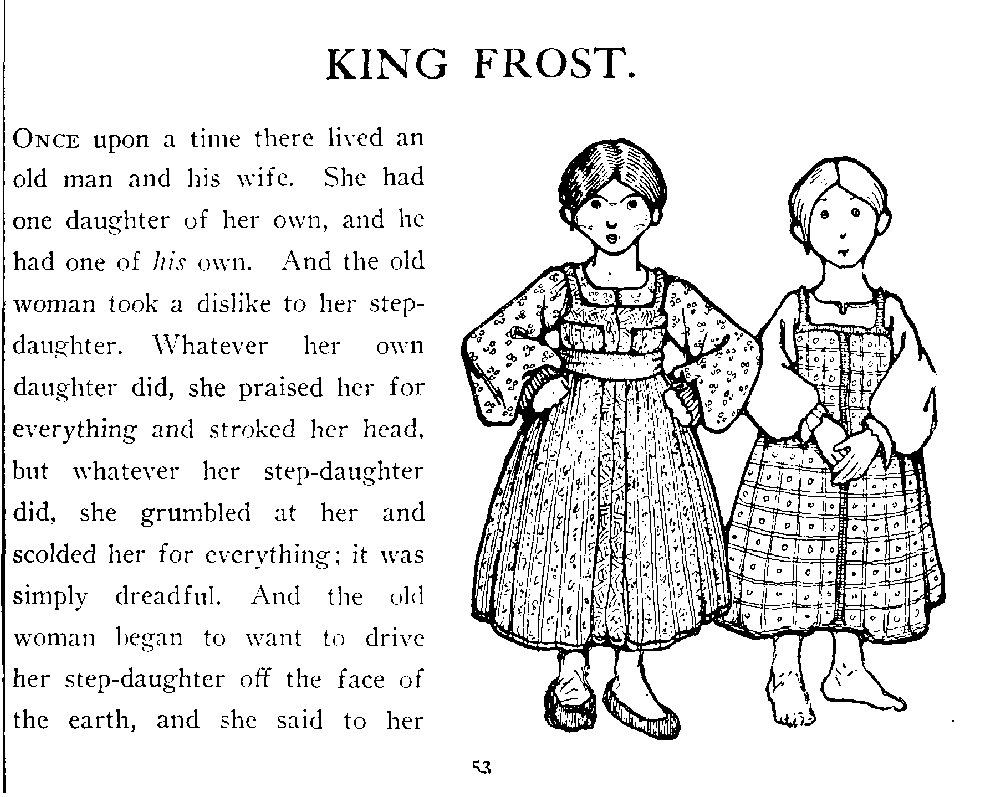 KING FROST.
ONCE upon a time there lived an
old man and his wife. She had
one daughter of her own, and he
had one of his own. And the old
woman took a dislike to her step-
daughter. Whatever her own
daughter did, she praised her for
everything and stroked her head,
but whatever her step-daughter
did, she grumbled at her and
scolded her for everything; it was
simply dreadful. And the old
woman began to want to drive
her step-daughter off the face of
the earth, and she said to her
53